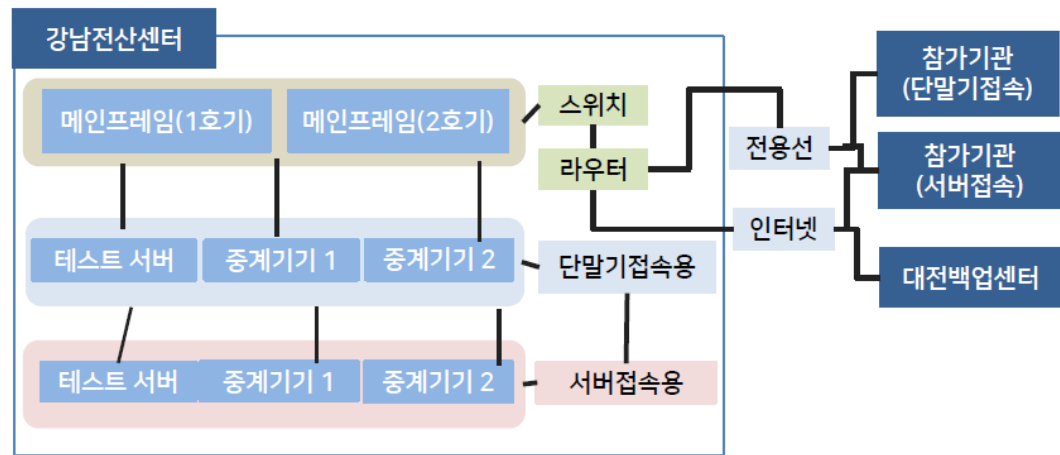 강남전산센터
메인프레임(1호기)
메인프레임(2호기)
스위치
라우터
전용선
인터넷
참가기관
(단말기접속)
참가기관
(서버접속)
대전백업센터
테스트 서버
중계기기 1
중계기기 2
단말기접속용
테스트 서버
중계기기 1
중계기기 2
서버접속용